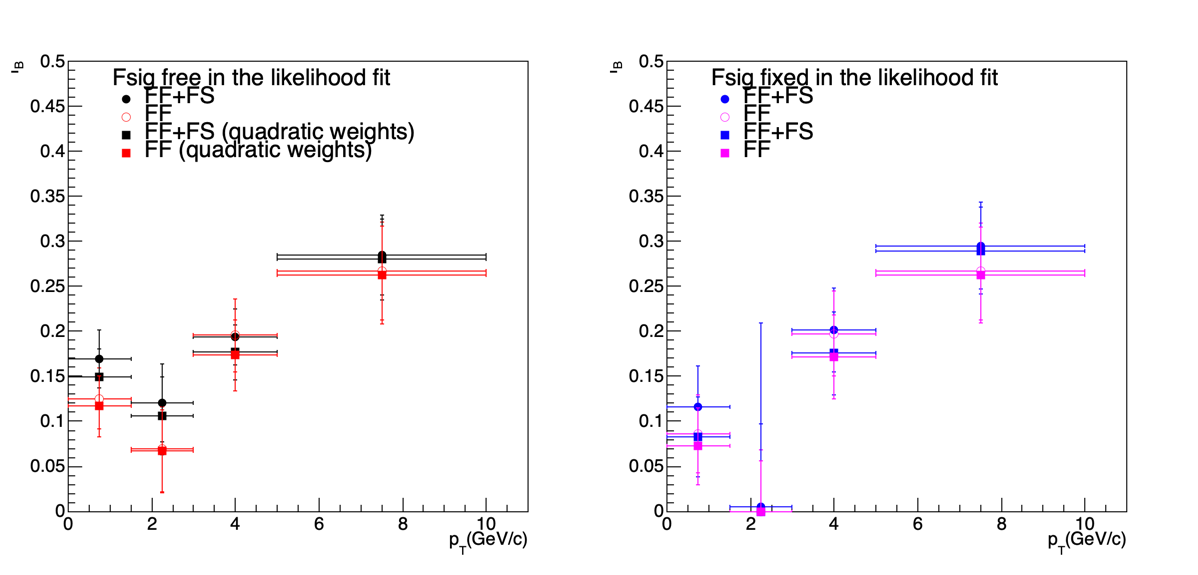 Fsig free in the likelihood fit
FF+FS
FF
FF+FS (quadratic weights)
FF (quadratic weights)
0.5
0.45
0.4
0.35
0.3
0.25
0.2
0.15
0.1
0.05
0
0 2 4 6 8 10
p_T(GeV/c)
Fsig fixed in the likelihood fit
FF+FS
FF
FF+FS
FF
0.5
0.45
0.4
0.35
0.3
0.25
0.2
0.15
0.1
0.05
0
0 2 4 6 8 10
p_T(GeV/c)